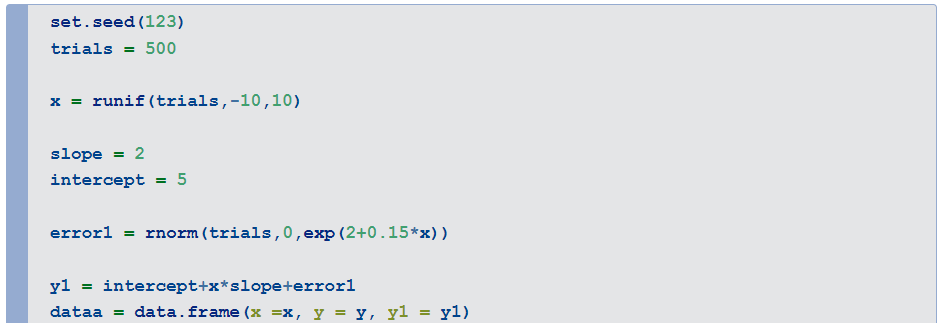 set.seed(123)
trials = 500
x = runif(trials,-10,10)
slope = 2
intercept = 5
error1 = rnorm(trials,0,exp(2+0.15*x))
y1 = intercept+x*slope+error1
dataa = data.frame(x =x, y = y, y1 = y1)